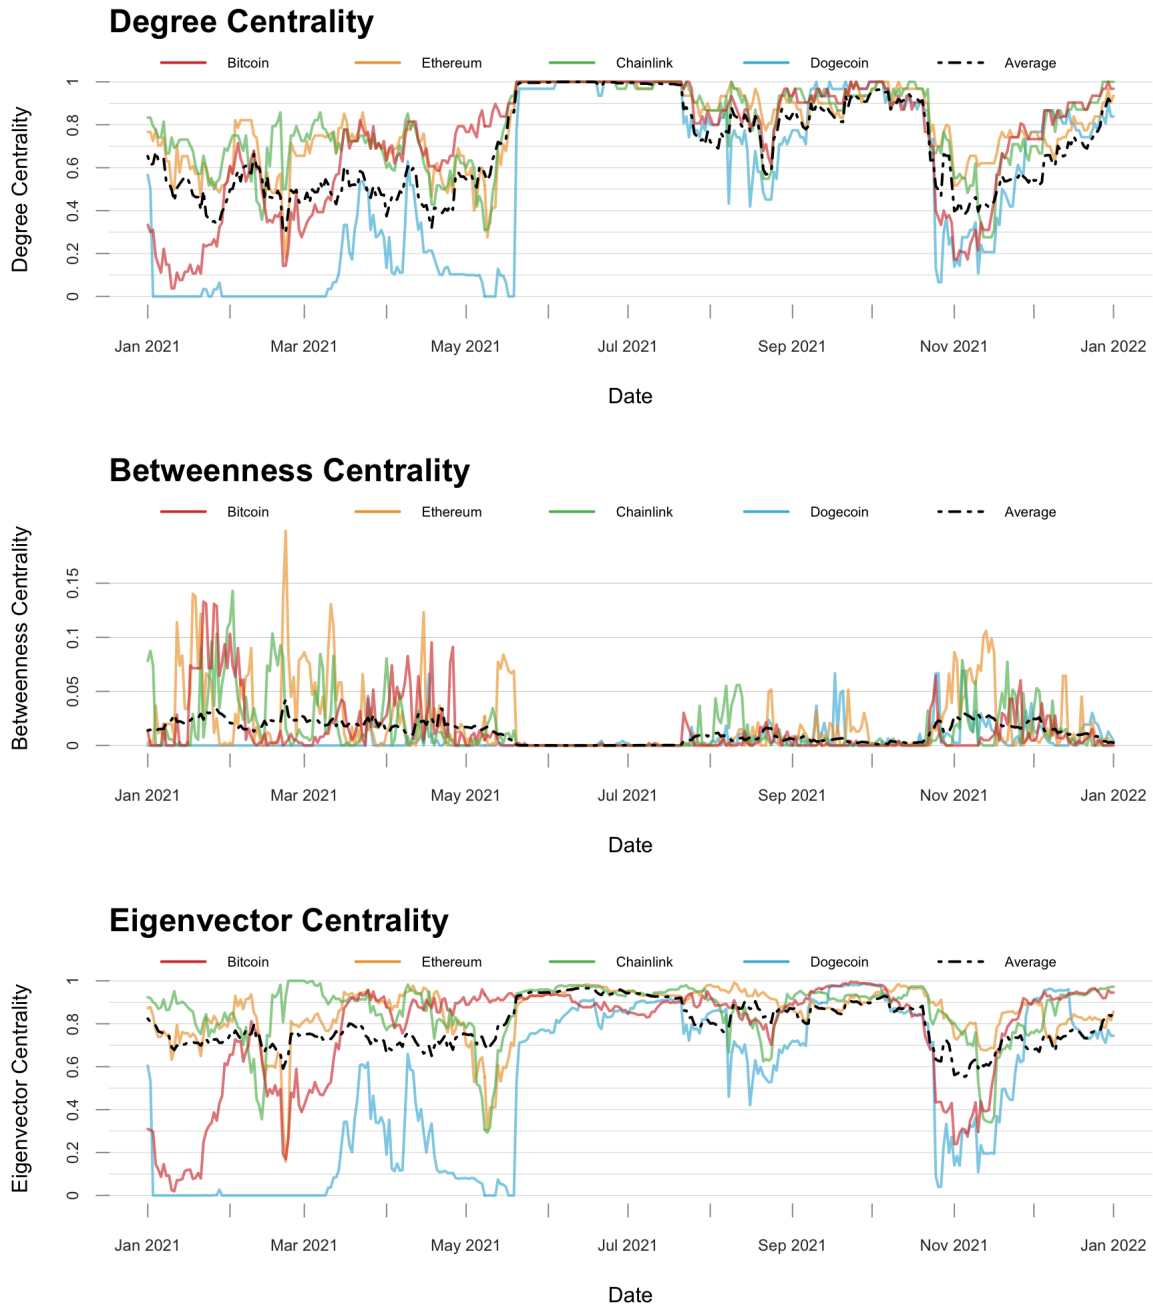 Degree Centrality
Bitcoin Ethereum Chainlink Dogecoin Average
Degree Centrality
1
0.8
0.6
0.4
0.2
0
Jan 2021 Mar 2021 May 2021 Jul 2021 Sep 2021 Nov 2021 Jan 2022
Date
Betweenness Centrality
Bitcoin Ethereum Chainlink Dogecoin Average
Betweenness Centrality
0.15
0.1
0.05
0
Jan 2021 Mar 2021 May 2021 Jul 2021 Sep 2021 Nov 2021 Jan 2022
Date
Eigenvector Centrality
Bitcoin Ethereum Chainlink Dogecoin Average
Eigenvector Centrality
1
0.8
0.6
0.4
0.2
0
Jan 2021 Mar 2021 May 2021 Jul 2021 Sep 2021 Nov 2021 Jan 2022
Date